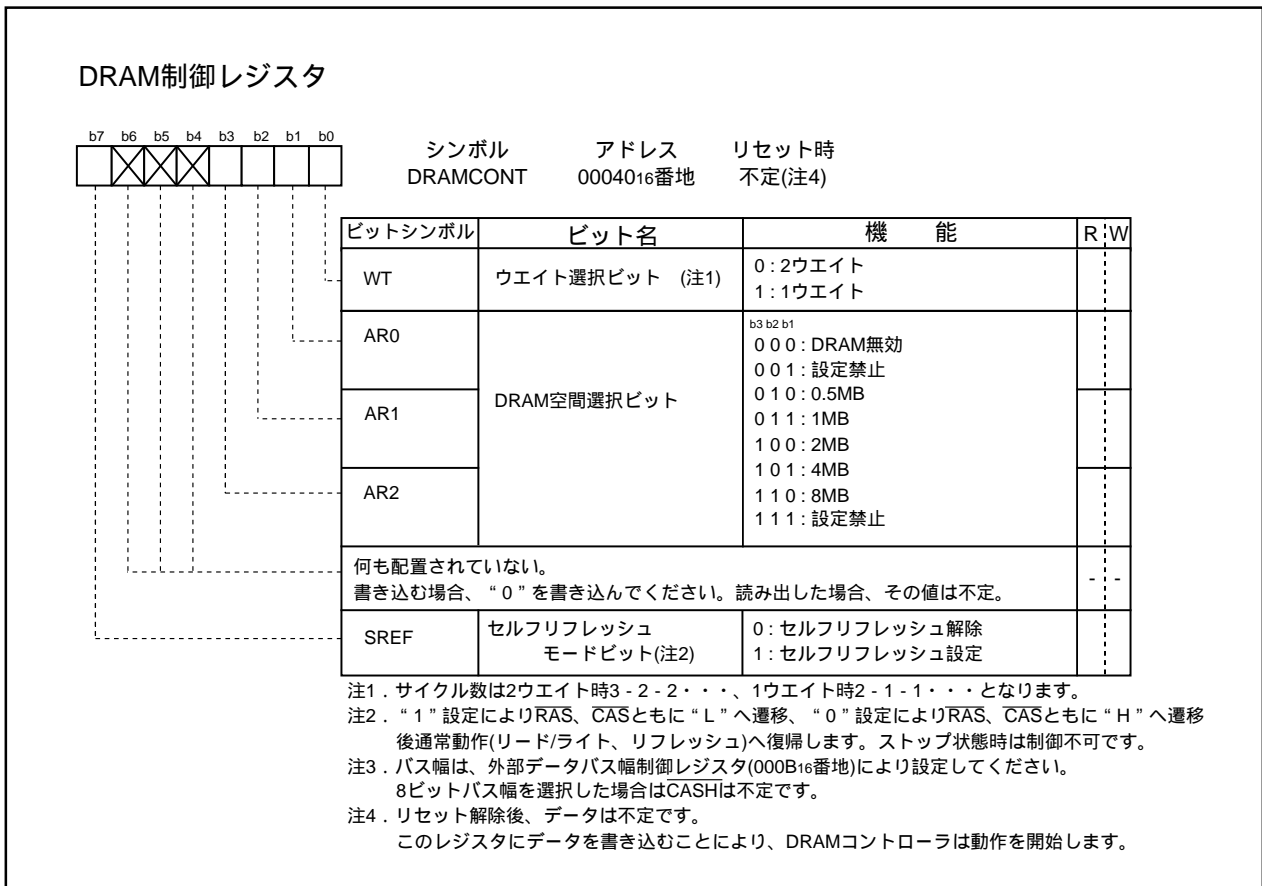 DRAM制御レジスタ
b7 b6 b5 b4 b3 b2 b1 b0
シンボル アドレス リセット時
DRAMCONT 0004016番地 不定(注4)
ビットシンボル ビット名 機 能 R W
WT ウエイト選択ビット (注1) 0 : 2ウエイト
1 : 1ウエイト
AR0 DRAM空間選択ビット b3 b2 b1
0 0 0 : DRAM無効
0 0 1 : 設定禁止
0 1 0 : 0.5MB
AR1 0 1 1 : 1MB
1 0 0 : 2MB
1 0 1 : 4MB
AR2 1 1 0 : 8MB
1 1 1 : 設定禁止
何も配置されていない。
書き込む場合、“ 0 ” を書き込んでください。読み出した場合、その値は不定。 - -
SREF セルフリフレッシュ 0 : セルフリフレッシュ解除
モードビット(注2) 1 : セルフリフレッシュ設定
注1．サイクル数は2ウエイト時3 - 2 - 2・・・、1ウエイト時2 - 1 - 1・・・となります。
注2．“ 1 ” 設定によりRAS、CASともに “ L ” へ遷移、“ 0 ” 設定によりRAS、CASともに “ H ” へ遷移
後通常動作(リード/ライト、リフレッシュ)へ復帰します。ストップ状態時は制御不可です。
注3．バス幅は、外部データバス幅制御レジスタ(000B16番地)により設定してください。
8ビットバス幅を選択した場合はCASHは不定です。
注4．リセット解除後、データは不定です。
このレジスタにデータを書き込むことにより、DRAMコントローラは動作を開始します。